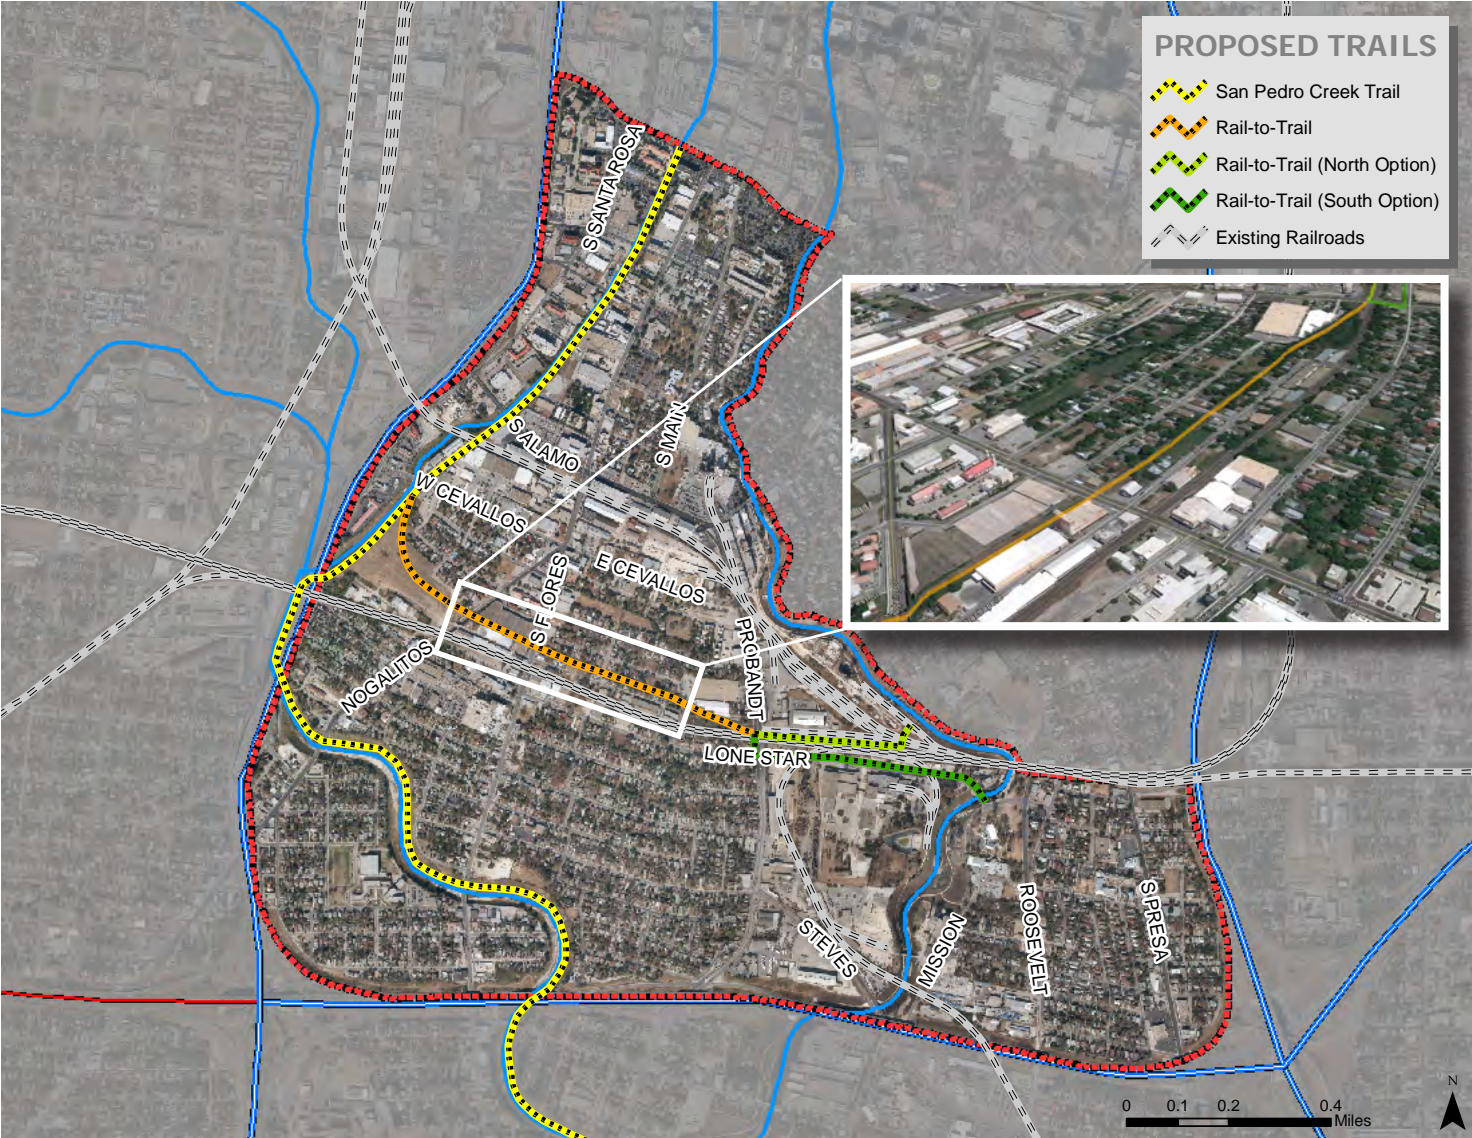 PROPOSED TRAILS
San Pedro Creek Trail
Rail-to-Trail
Rail-to-Trail (North Option)
Rail-to-Trail (South Option)
Existing Railroads
S SANTA ROSA
S ALAMO
S MAIN
W CEVALLOS
E CEVALLOS
S FLORES
PROBANDT
NOGALITOS
LONE STAR
STEVES
MISSION
ROOSEVELT
S PRESA
N
0 0.1 0.2 0.4
Miles